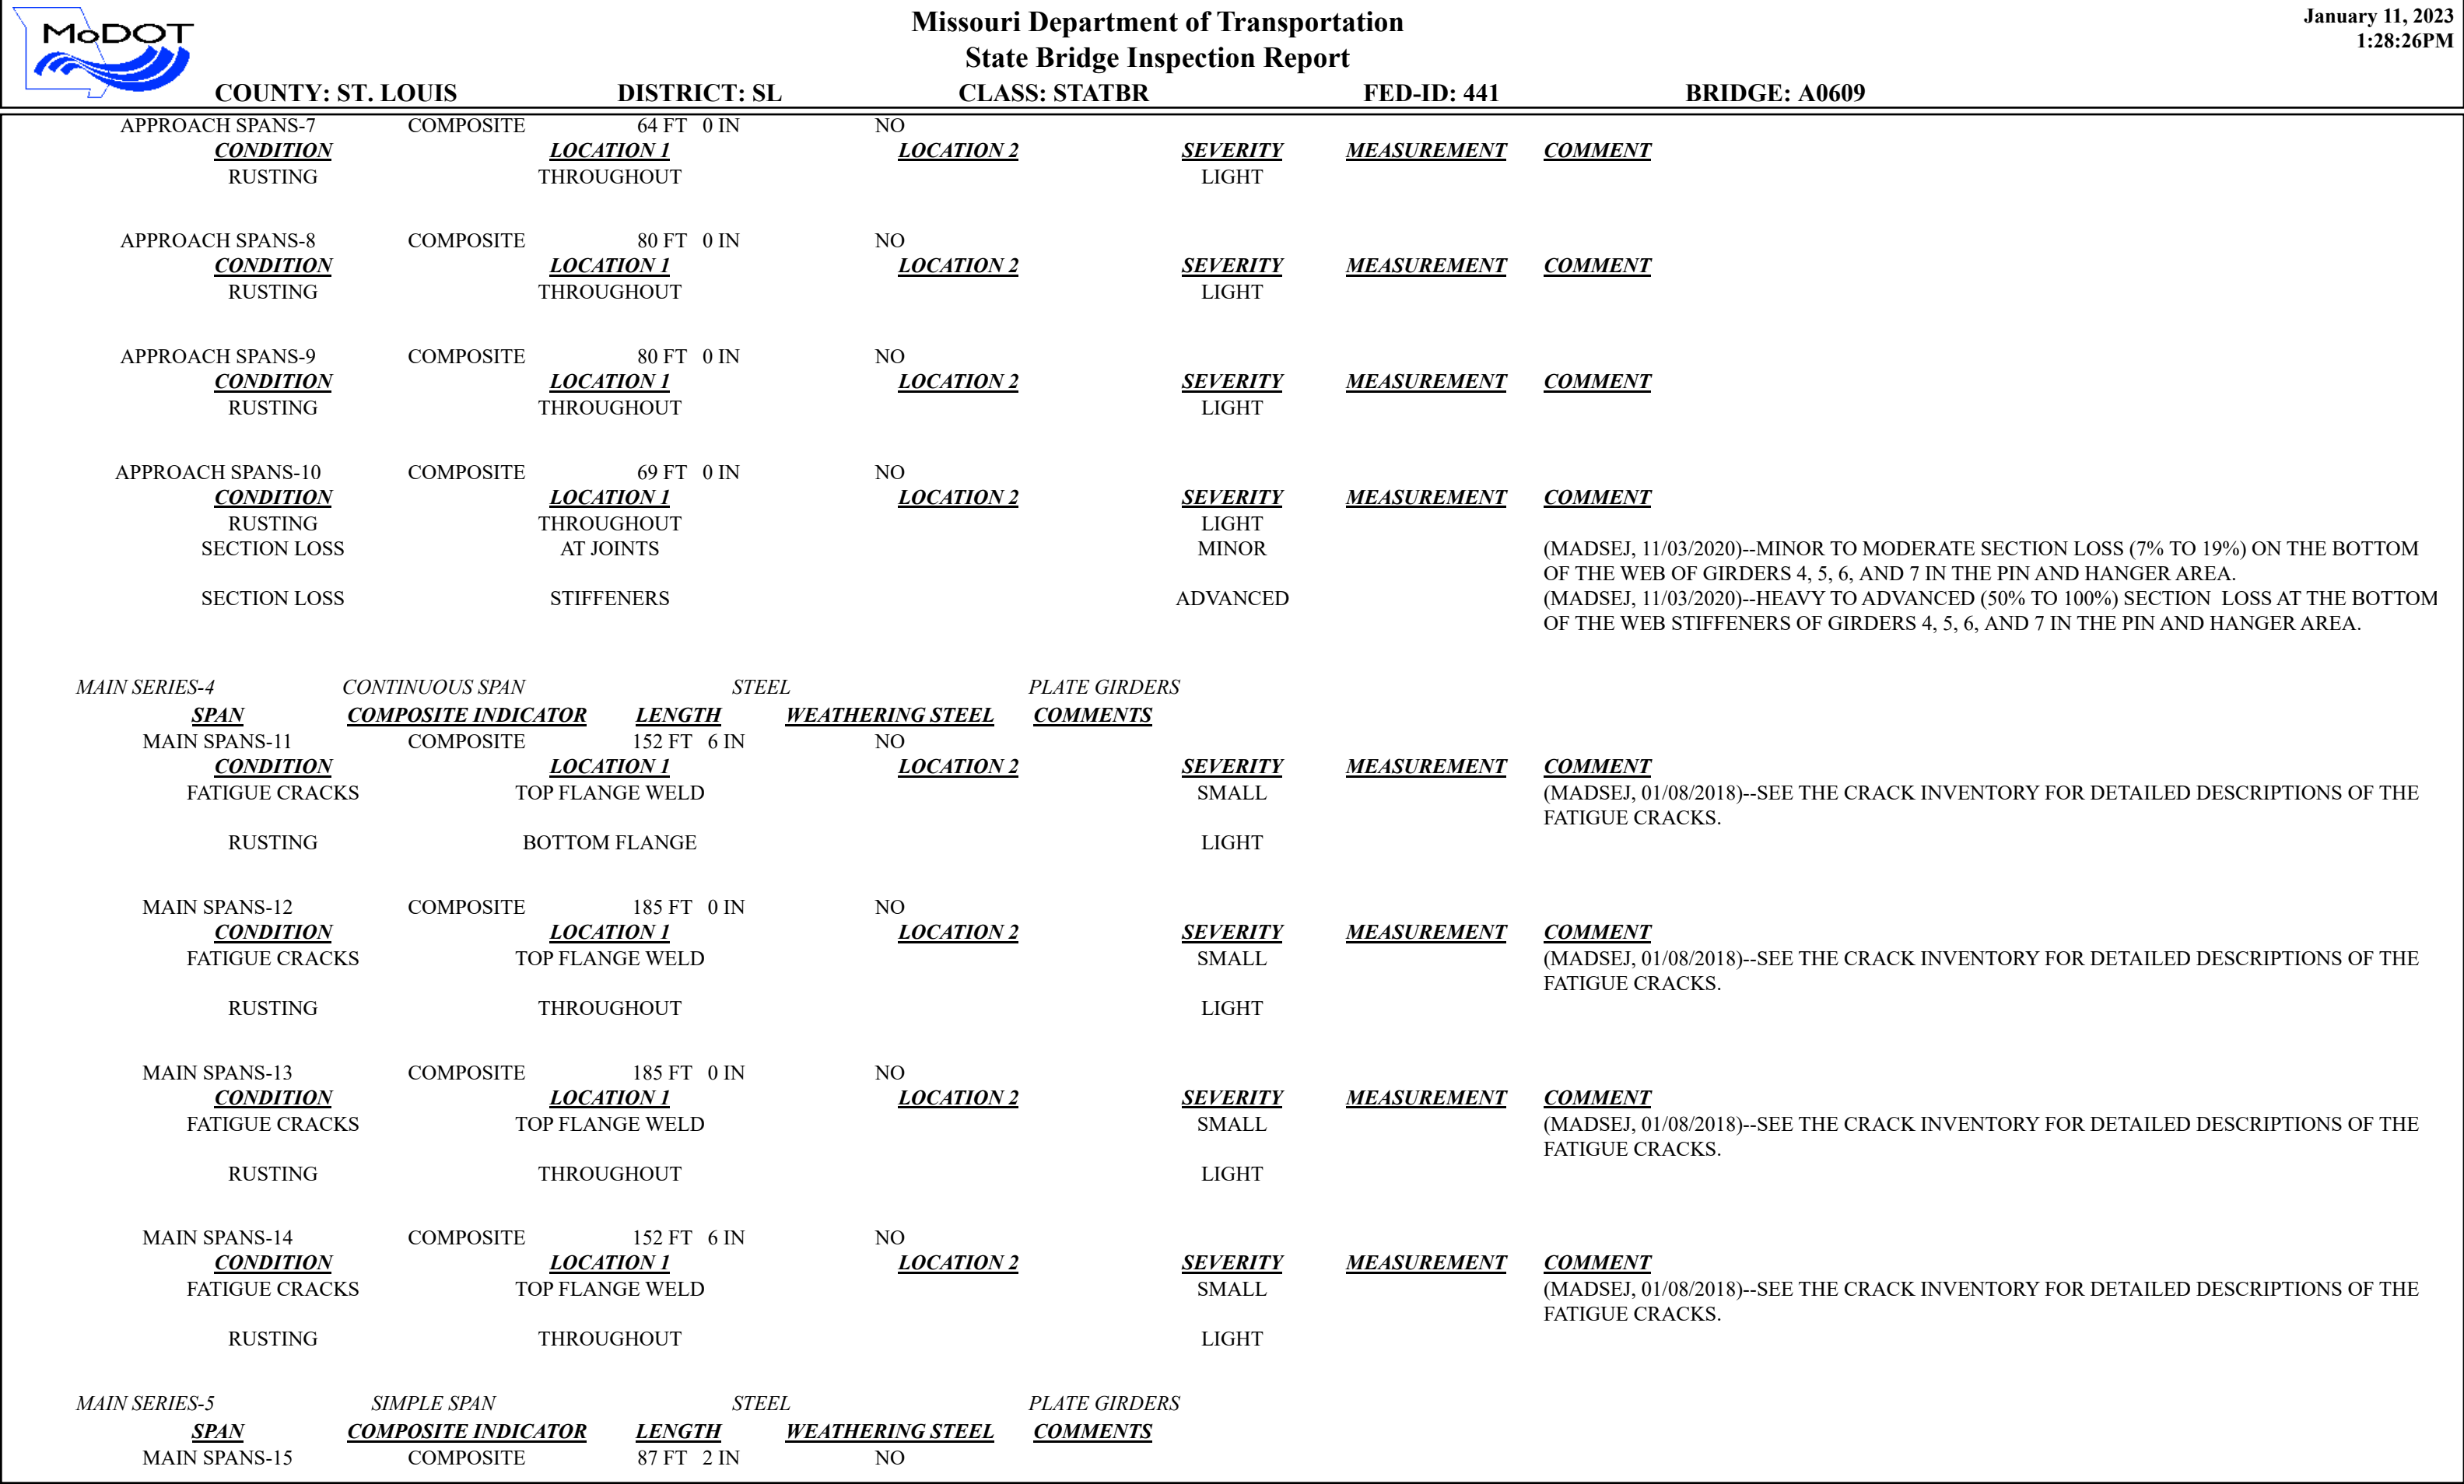 MoDOT
Missouri Department of Transportation
State Bridge Inspection Report
January 11, 2023
1:28:26PM
COUNTY: ST. LOUIS DISTRICT: SL CLASS: STATBR FED-ID: 441 BRIDGE: A0609
APPROACH SPANS-7 COMPOSITE 64 FT 0 IN NO
CONDITION LOCATION 1 LOCATION 2 SEVERITY MEASUREMENT COMMENT
RUSTING THROUGHOUT LIGHT
APPROACH SPANS-8 COMPOSITE 80 FT 0 IN NO
CONDITION LOCATION 1 LOCATION 2 SEVERITY MEASUREMENT COMMENT
RUSTING THROUGHOUT LIGHT
APPROACH SPANS-9 COMPOSITE 80 FT 0 IN NO
CONDITION LOCATION 1 LOCATION 2 SEVERITY MEASUREMENT COMMENT
RUSTING THROUGHOUT LIGHT
APPROACH SPANS-10 COMPOSITE 69 FT 0 IN NO
CONDITION LOCATION 1 LOCATION 2 SEVERITY MEASUREMENT COMMENT
RUSTING THROUGHOUT LIGHT
SECTION LOSS AT JOINTS MINOR (MADSEJ, 11/03/2020)--MINOR TO MODERATE SECTION LOSS (7% TO 19%) ON THE BOTTOM
OF THE WEB OF GIRDERS 4, 5, 6, AND 7 IN THE PIN AND HANGER AREA.
SECTION LOSS STIFFENERS ADVANCED (MADSEJ, 11/03/2020)--HEAVY TO ADVANCED (50% TO 100%) SECTION LOSS AT THE BOTTOM
OF THE WEB STIFFENERS OF GIRDERS 4, 5, 6, AND 7 IN THE PIN AND HANGER AREA.
MAIN SERIES-4 CONTINUOUS SPAN STEEL PLATE GIRDERS
SPAN COMPOSITE INDICATOR LENGTH WEATHERING STEEL COMMENTS
MAIN SPANS-11 COMPOSITE 152 FT 6 IN NO
CONDITION LOCATION 1 LOCATION 2 SEVERITY MEASUREMENT COMMENT
FATIGUE CRACKS TOP FLANGE WELD SMALL (MADSEJ, 01/08/2018)--SEE THE CRACK INVENTORY FOR DETAILED DESCRIPTIONS OF THE
FATIGUE CRACKS.
RUSTING BOTTOM FLANGE LIGHT
MAIN SPANS-12 COMPOSITE 185 FT 0 IN NO
CONDITION LOCATION 1 LOCATION 2 SEVERITY MEASUREMENT COMMENT
FATIGUE CRACKS TOP FLANGE WELD SMALL (MADSEJ, 01/08/2018)--SEE THE CRACK INVENTORY FOR DETAILED DESCRIPTIONS OF THE
FATIGUE CRACKS.
RUSTING THROUGHOUT LIGHT
MAIN SPANS-13 COMPOSITE 185 FT 0 IN NO
CONDITION LOCATION 1 LOCATION 2 SEVERITY MEASUREMENT COMMENT
FATIGUE CRACKS TOP FLANGE WELD SMALL (MADSEJ, 01/08/2018)--SEE THE CRACK INVENTORY FOR DETAILED DESCRIPTIONS OF THE
FATIGUE CRACKS.
RUSTING THROUGHOUT LIGHT
MAIN SPANS-14 COMPOSITE 152 FT 6 IN NO
CONDITION LOCATION 1 LOCATION 2 SEVERITY MEASUREMENT COMMENT
FATIGUE CRACKS TOP FLANGE WELD SMALL (MADSEJ, 01/08/2018)--SEE THE CRACK INVENTORY FOR DETAILED DESCRIPTIONS OF THE
FATIGUE CRACKS.
RUSTING THROUGHOUT LIGHT
MAIN SERIES-5 SIMPLE SPAN STEEL PLATE GIRDERS
SPAN COMPOSITE INDICATOR LENGTH WEATHERING STEEL COMMENTS
MAIN SPANS-15 COMPOSITE 87 FT 2 IN NO